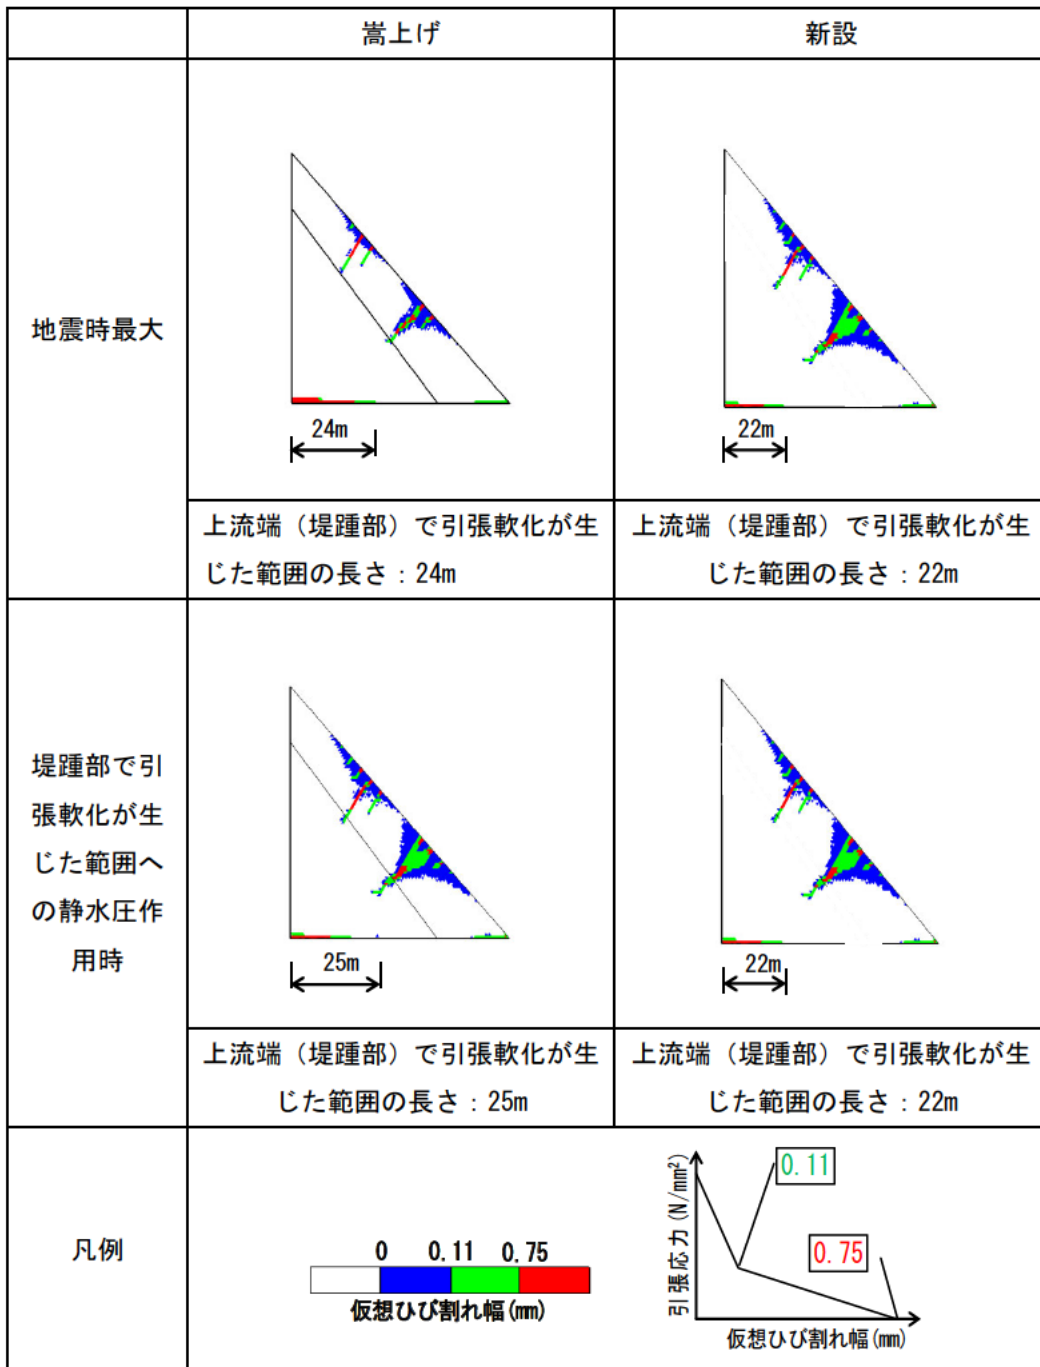 嵩上げ
新設
地震時最大
24m
22m
上流端（堤踵部）で引張軟化が生
じた範囲の長さ：24m
上流端（堤踵部）で引張軟化が生
じた範囲の長さ：22m
堤踵部で引
張軟化が生
じた範囲へ
の静水圧作
用時
25m
22m
上流端（堤踵部）で引張軟化が生
じた範囲の長さ：25m
上流端（堤踵部）で引張軟化が生
じた範囲の長さ：22m
凡例
0 0.11 0.75
仮想ひび割れ幅(mm)
引張応力(N/mm²)
0.11
0.75
仮想ひび割れ幅(mm)